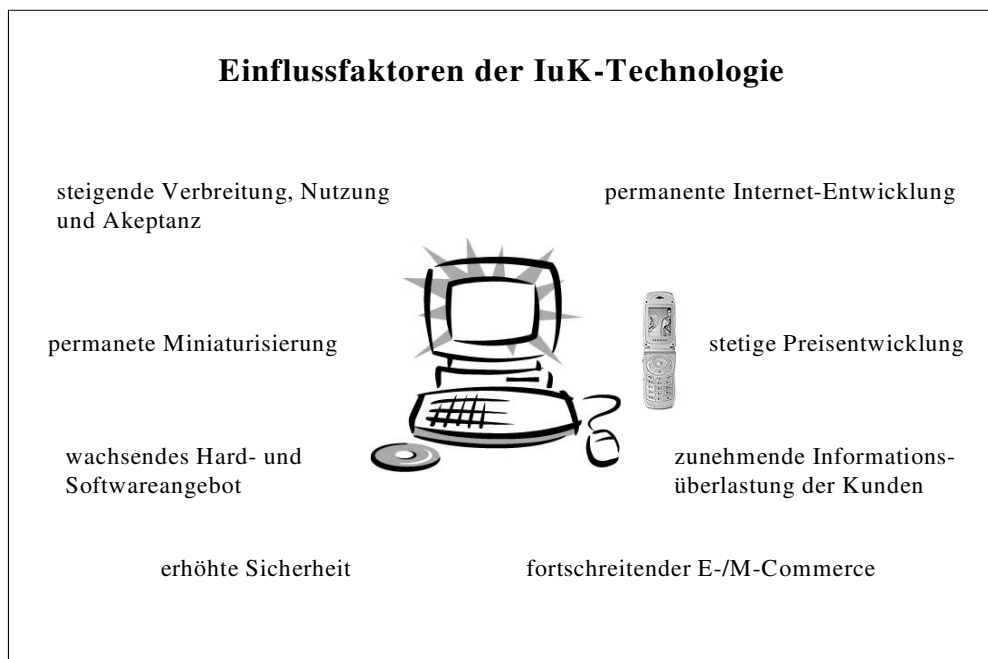 Einflussfaktoren der IuK-Technologie
steigende Verbreitung, Nutzung
und Akeptanz
permanente Internet-Entwicklung
permanete Miniaturisierung
stetige Preisentwicklung
wachsendes Hard- und
Softwareangebot
zunehmende Informations-
überlastung der Kunden
erhöhte Sicherheit
fortschreitender E-/M-Commerce